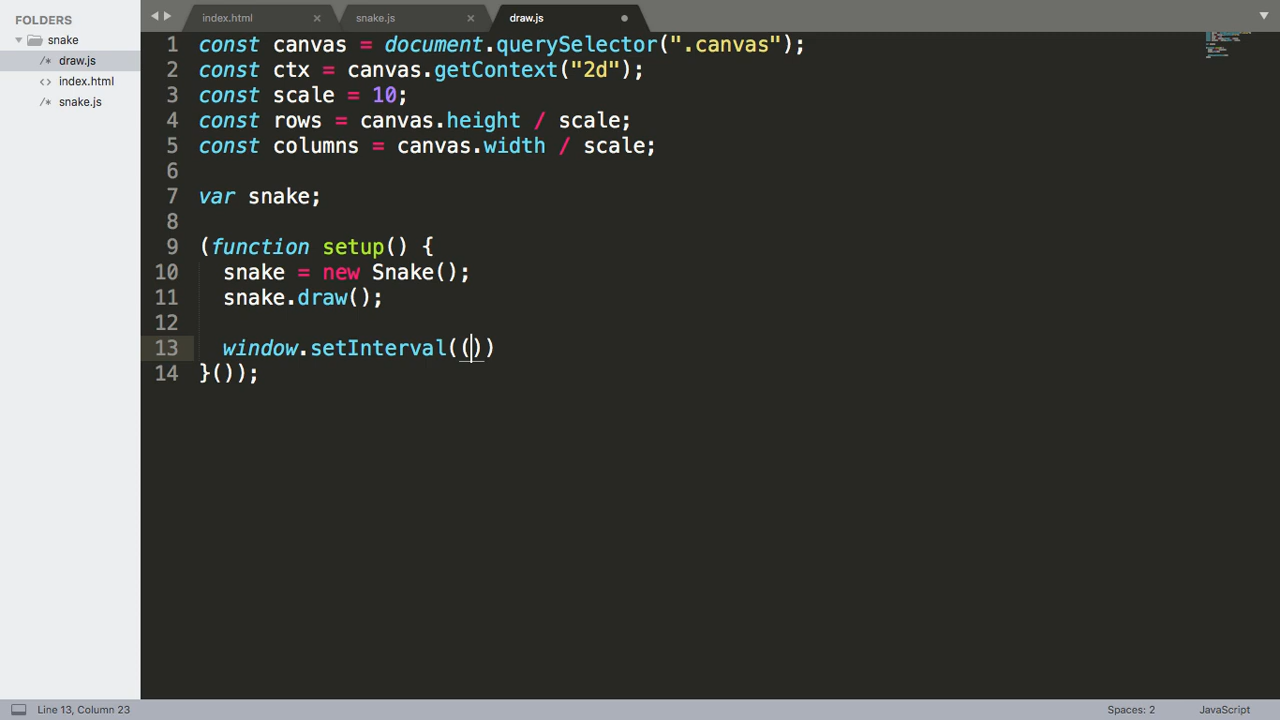 FOLDERS
snake
/* draw.js
<> index.html
/* snake.js
index.html ×
snake.js ×
draw.js
1 const canvas = document.querySelector(".canvas");
2 const ctx = canvas.getContext("2d");
3 const scale = 10;
4 const rows = canvas.height / scale;
5 const columns = canvas.width / scale;
6
7 var snake;
8
9 (function setup() {
10 snake = new Snake();
11 snake.draw();
12
13 window.setInterval(())
14 }());
Line 13, Column 23
Spaces: 2
JavaScript